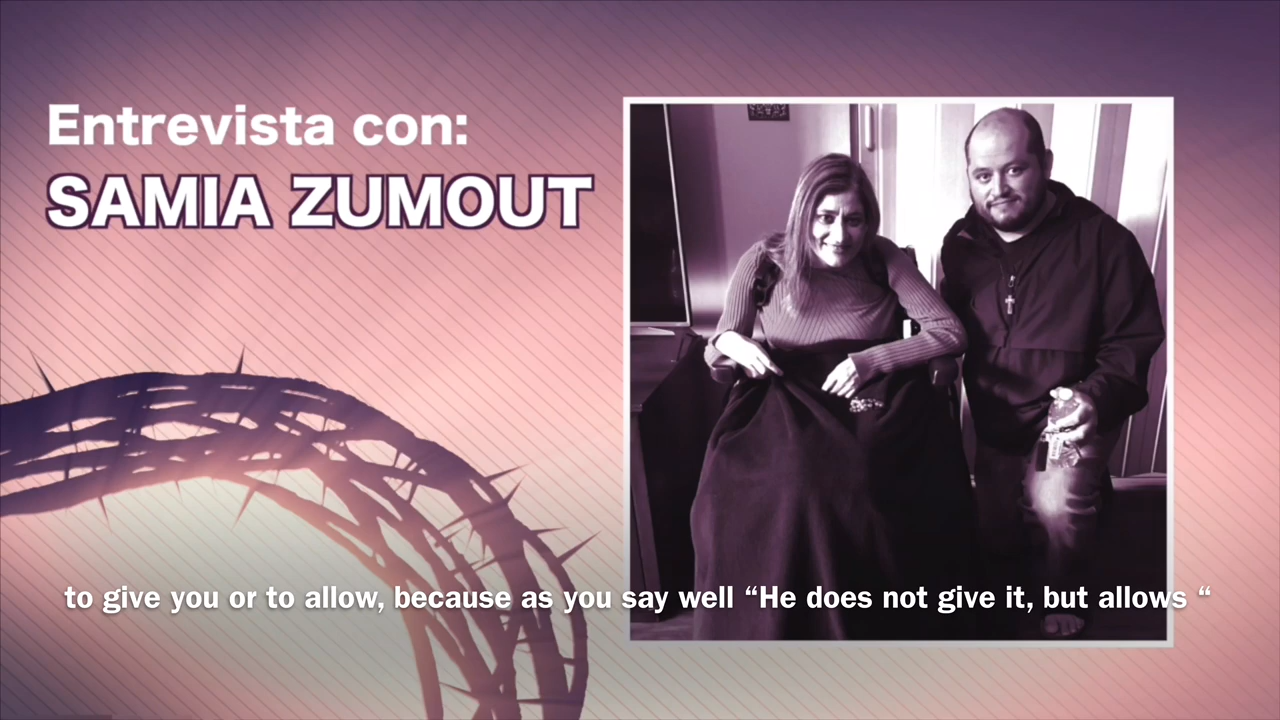 Entrevista con:
SAMIA ZUMOUT
to give you or to allow, because as you say well “He does not give it, but allows “